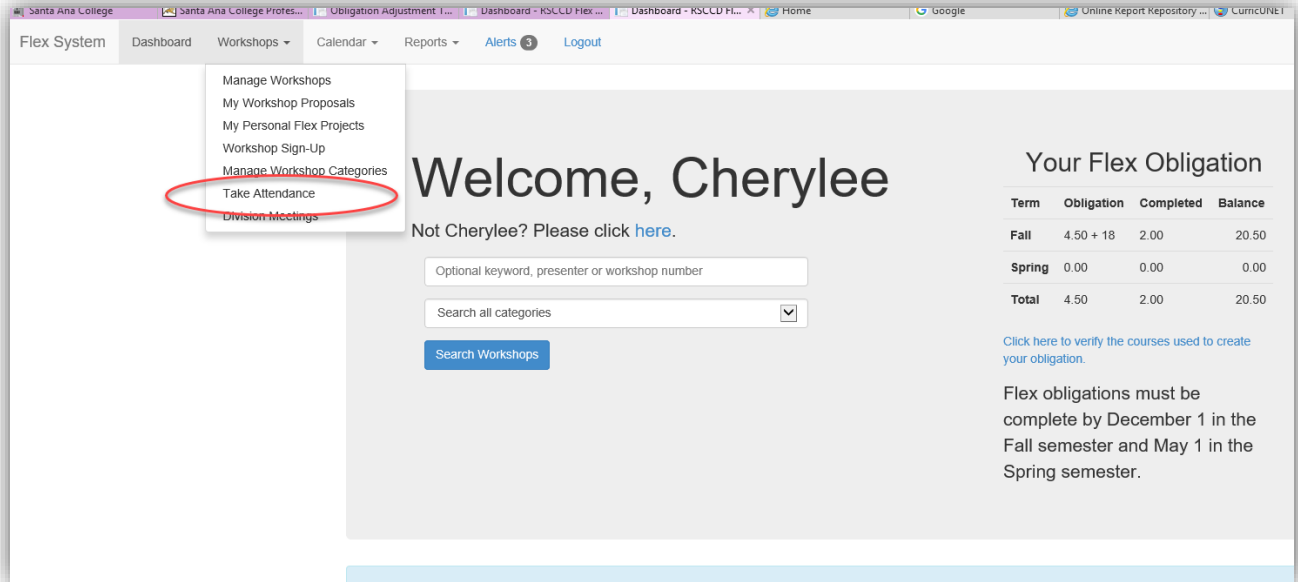 Santa Ana College Santa Ana College Profes... Obligation Adjustment T... Dashboard - RSCCD Flex ... Dashboard - RSCCD Fl... Home Google Online Report Repository ... CurricUNET
Flex System Dashboard Workshops Calendar Reports Alerts 3 Logout
Manage Workshops
My Workshop Proposals
My Personal Flex Projects
Workshop Sign-Up
Manage Workshop Categories
Take Attendance
Division Meetings
Welcome, Cherylee
Not Cherylee? Please click here.
Optional keyword, presenter or workshop number
Search all categories
Search Workshops
Your Flex Obligation
Term Obligation Completed Balance
Fall 4.50 + 18 2.00 20.50
Spring 0.00 0.00 0.00
Total 4.50 2.00 20.50
Click here to verify the courses used to create
your obligation.
Flex obligations must be
complete by December 1 in the
Fall semester and May 1 in the
Spring semester.